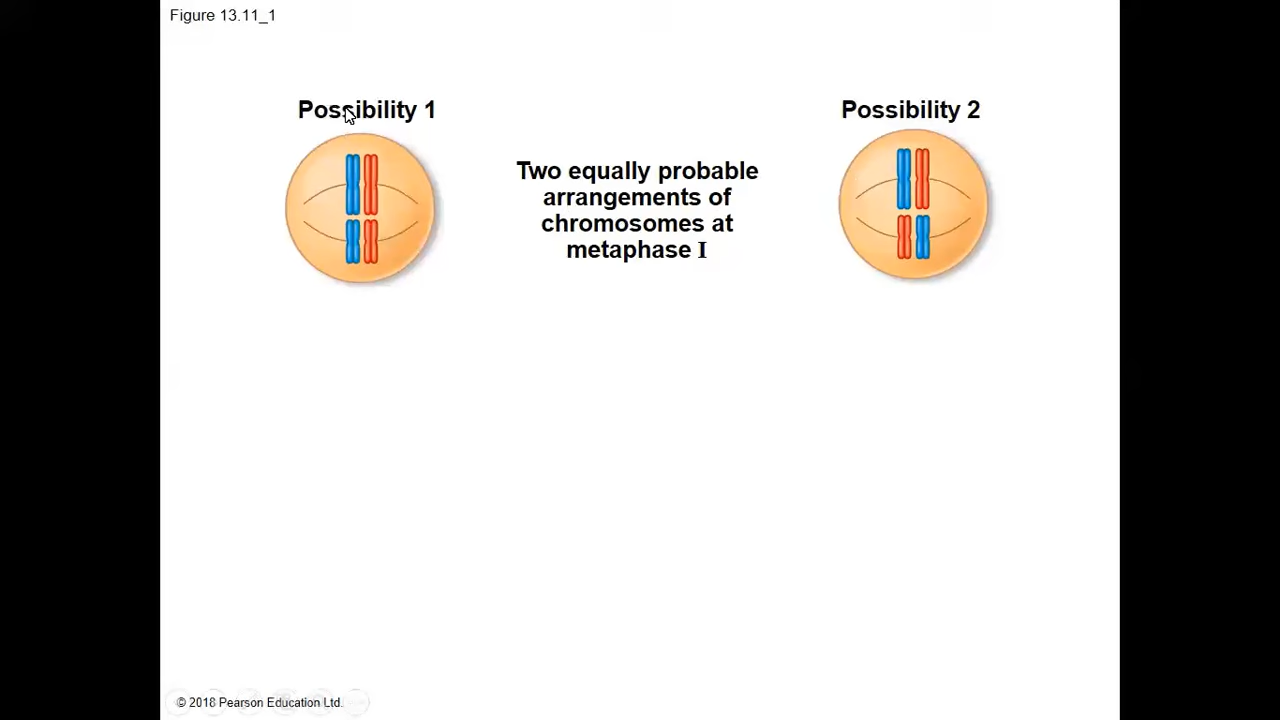 Figure 13.11_1
Possibility 1
Possibility 2
Two equally probable
arrangements of
chromosomes at
metaphase I
© 2018 Pearson Education Ltd.